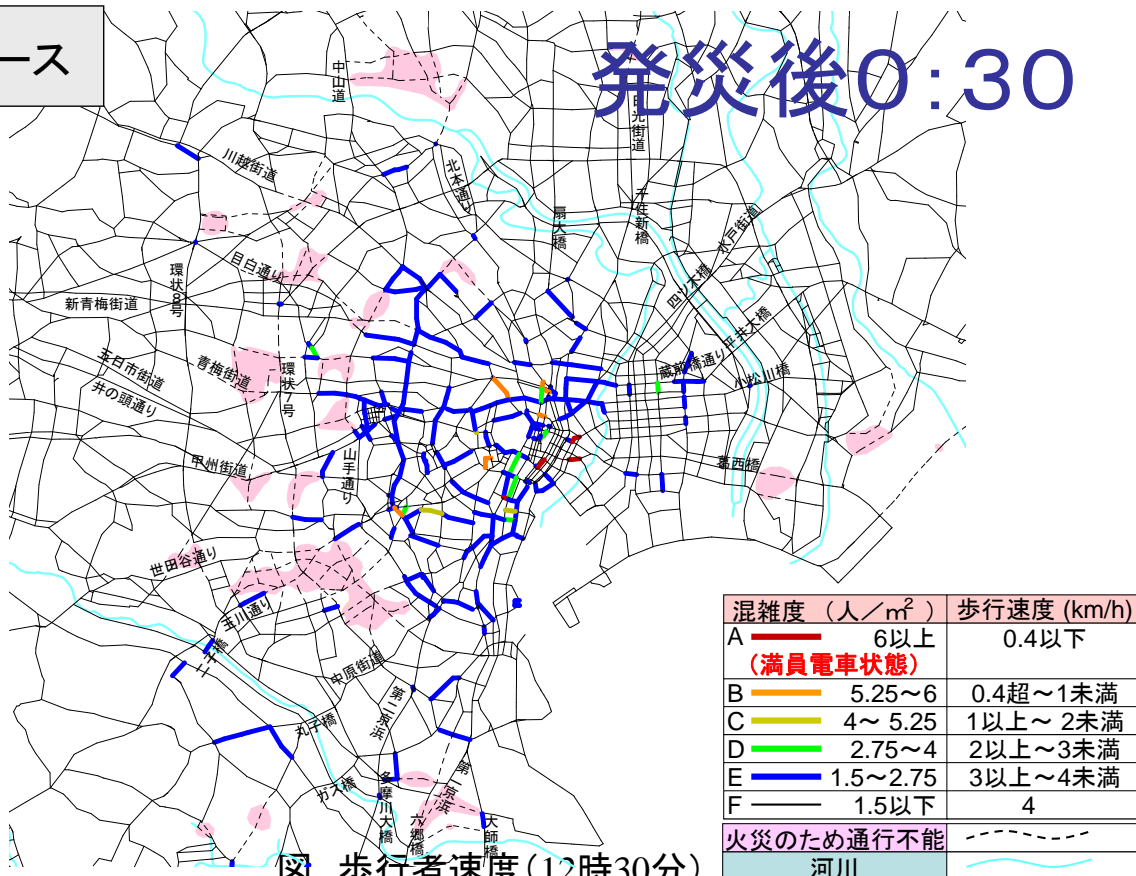 ース
発災後0:30
中山道
日光街道
川越街道
北本通り
扇大橋
千住新橋
水戸街道
目白通り
環状8号
四ツ木橋
新青梅街道
平井大橋
蔵前橋通り
小松川橋
五日市街道
青梅街道
環状7号
井の頭通り
甲州街道
山手通り
葛西橋
世田谷通り
玉川通り
二子橋
中原街道
第二京浜
丸子橋
ガス橋
多摩川大橋
六郷橋
第一京浜
大師橋
混雑度 (人/m2) 歩行速度 (km/h)
A 6以上 0.4以下
(満員電車状態)
B 5.25~6 0.4超~1未満
C 4~ 5.25 1以上~ 2未満
D 2.75~4 2以上~3未満
E 1.5~2.75 3以上~4未満
F 1.5以下 4
火災のため通行不能
河川
図 歩行者速度(12時30分)